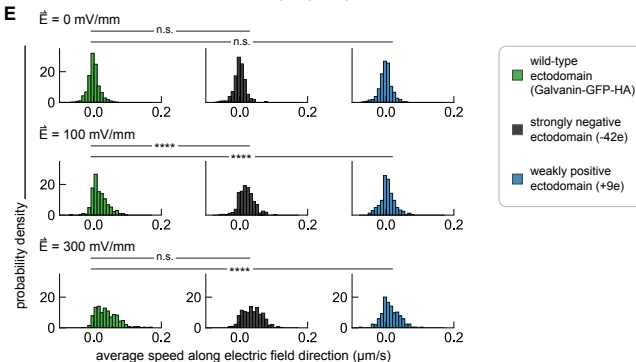 E
E⃗ = 0 mV/mm
n.s.
n.s.
20
0
0.0 0.2 0.0 0.2 0.0 0.2
E⃗ = 100 mV/mm
****
****
20
0
0.0 0.2 0.0 0.2 0.0 0.2
E⃗ = 300 mV/mm
n.s.
****
20 20 20
0 0 0
0.0 0.2 0.0 0.2 0.0 0.2
probability density
average speed along electric field direction (μm/s)
wild-type
ectodomain
(Galvanin-GFP-HA)
strongly negative
ectodomain (-42e)
weakly positive
ectodomain (+9e)